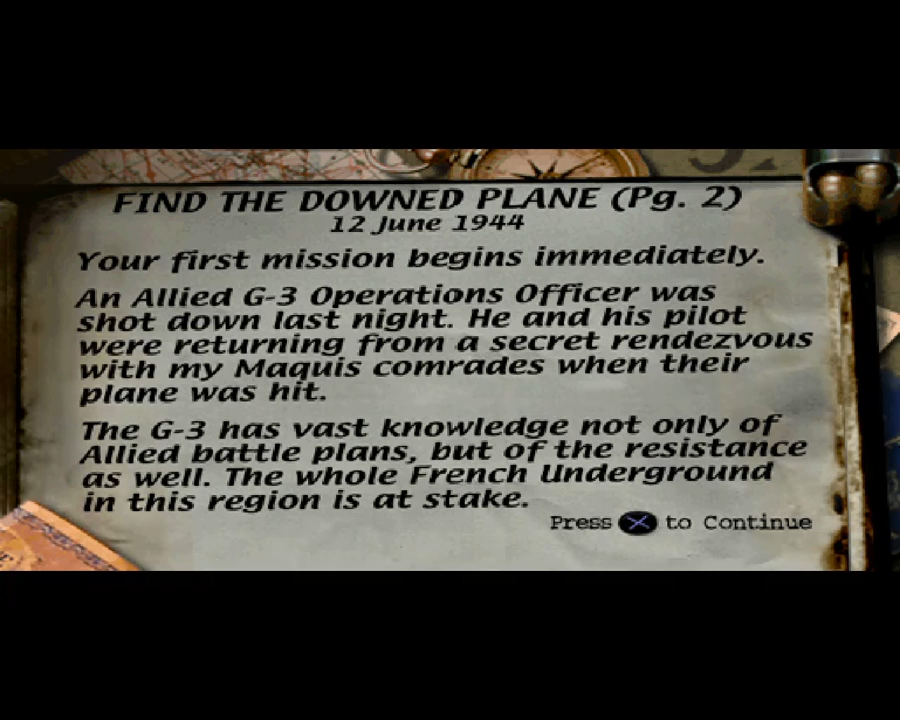 FIND THE DOWNED PLANE (Pg. 2)
12 June 1944
Your first mission begins immediately.
An Allied G-3 Operations Officer was
shot down last night. He and his pilot
were returning from a secret rendezvous
with my Maquis comrades when their
plane was hit.
The G-3 has vast knowledge not only of
Allied battle plans, but of the resistance
as well. The whole French Underground
in this region is at stake.
Press to Continue